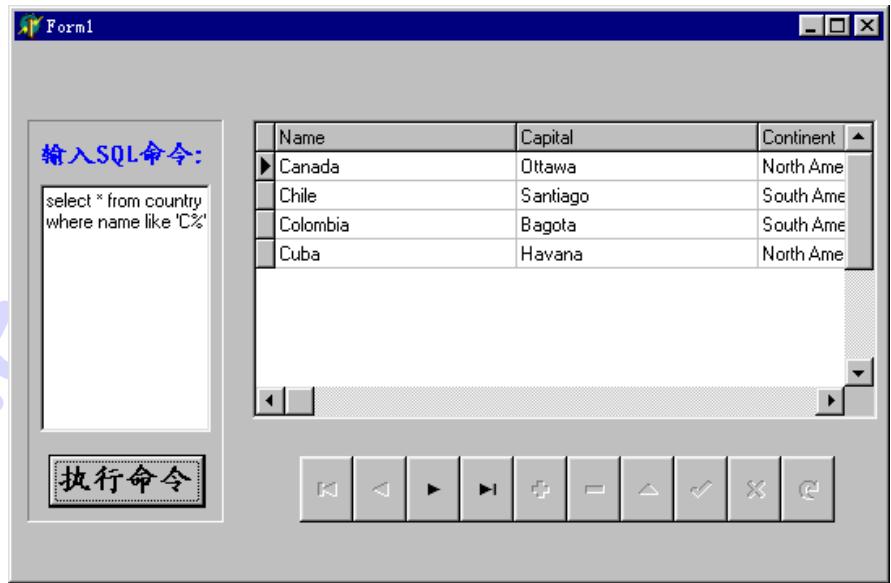 Form1
输入SQL命令:
select * from country
where name like 'C%'
执行命令
Name Capital Continent
Canada Ottawa North Ame
Chile Santiago South Ame
Colombia Bagota South Ame
Cuba Havana North Ame